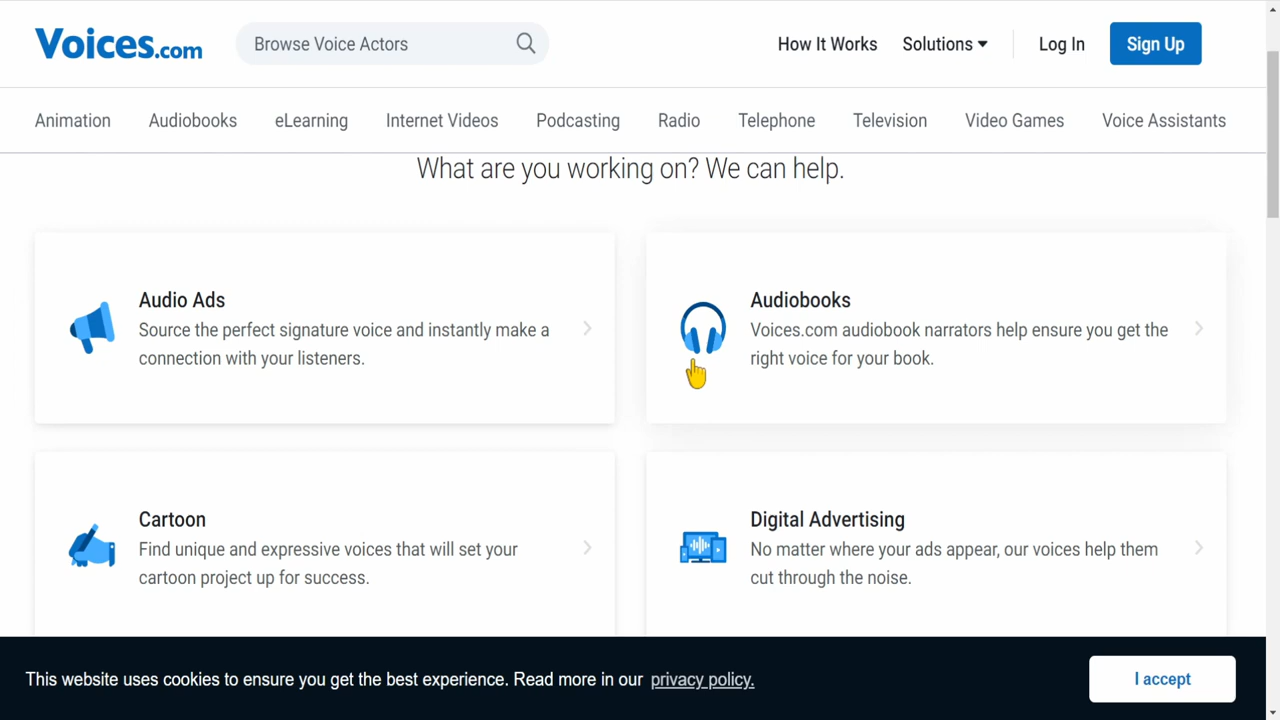 Voices.com
Browse Voice Actors
How It Works
Solutions
Log In
Sign Up
Animation
Audiobooks
eLearning
Internet Videos
Podcasting
Radio
Telephone
Television
Video Games
Voice Assistants
What are you working on? We can help.
Audio Ads
Source the perfect signature voice and instantly make a
connection with your listeners.
Audiobooks
Voices.com audiobook narrators help ensure you get the
right voice for your book.
Cartoon
Find unique and expressive voices that will set your
cartoon project up for success.
Digital Advertising
No matter where your ads appear, our voices help them
cut through the noise.
This website uses cookies to ensure you get the best experience. Read more in our privacy policy.
I accept